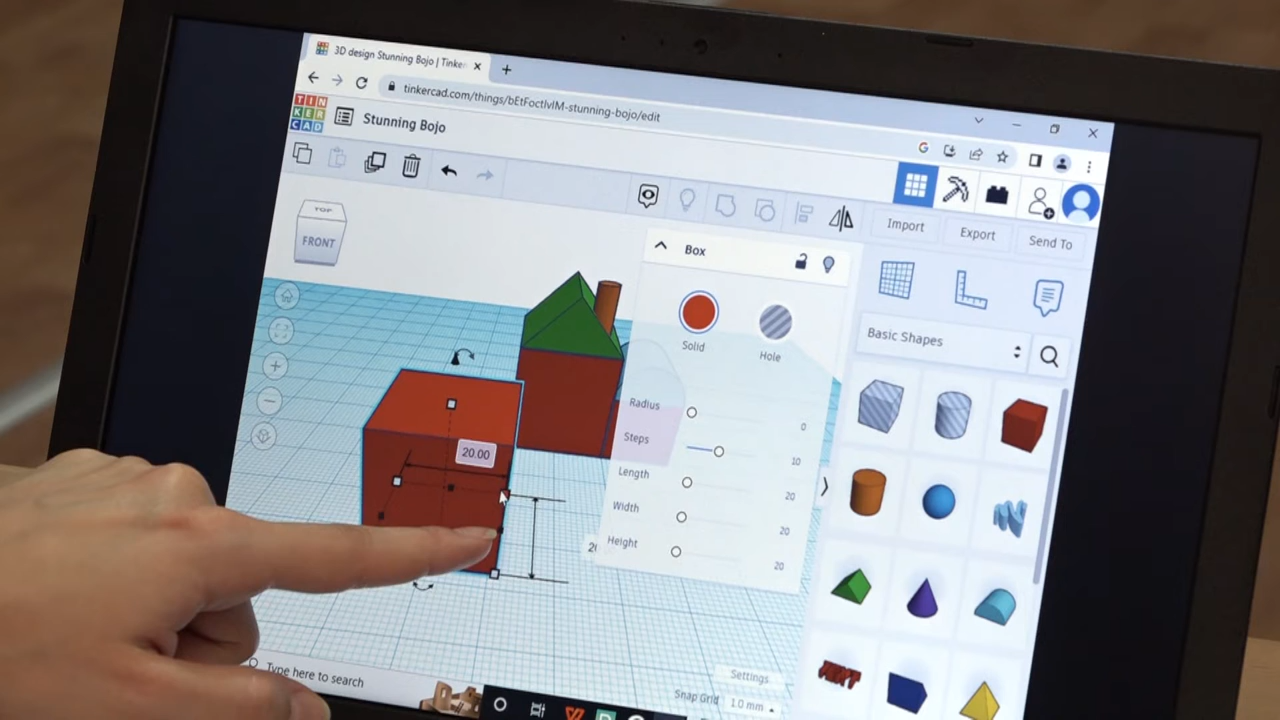 3D design Stunning Bojo | Tinker
tinkercad.com/things/bEtFoctlvlM-stunning-bojo/edit
TIN
KER
CAD
Stunning Bojo
Import
Export
Send To
TOP
FRONT
Box
Solid
Hole
Basic Shapes
Radius
0
Steps
10
Length
20
Width
20
Height
20
20.00
TEXT
Settings
Snap Grid
1.0 mm
Type here to search